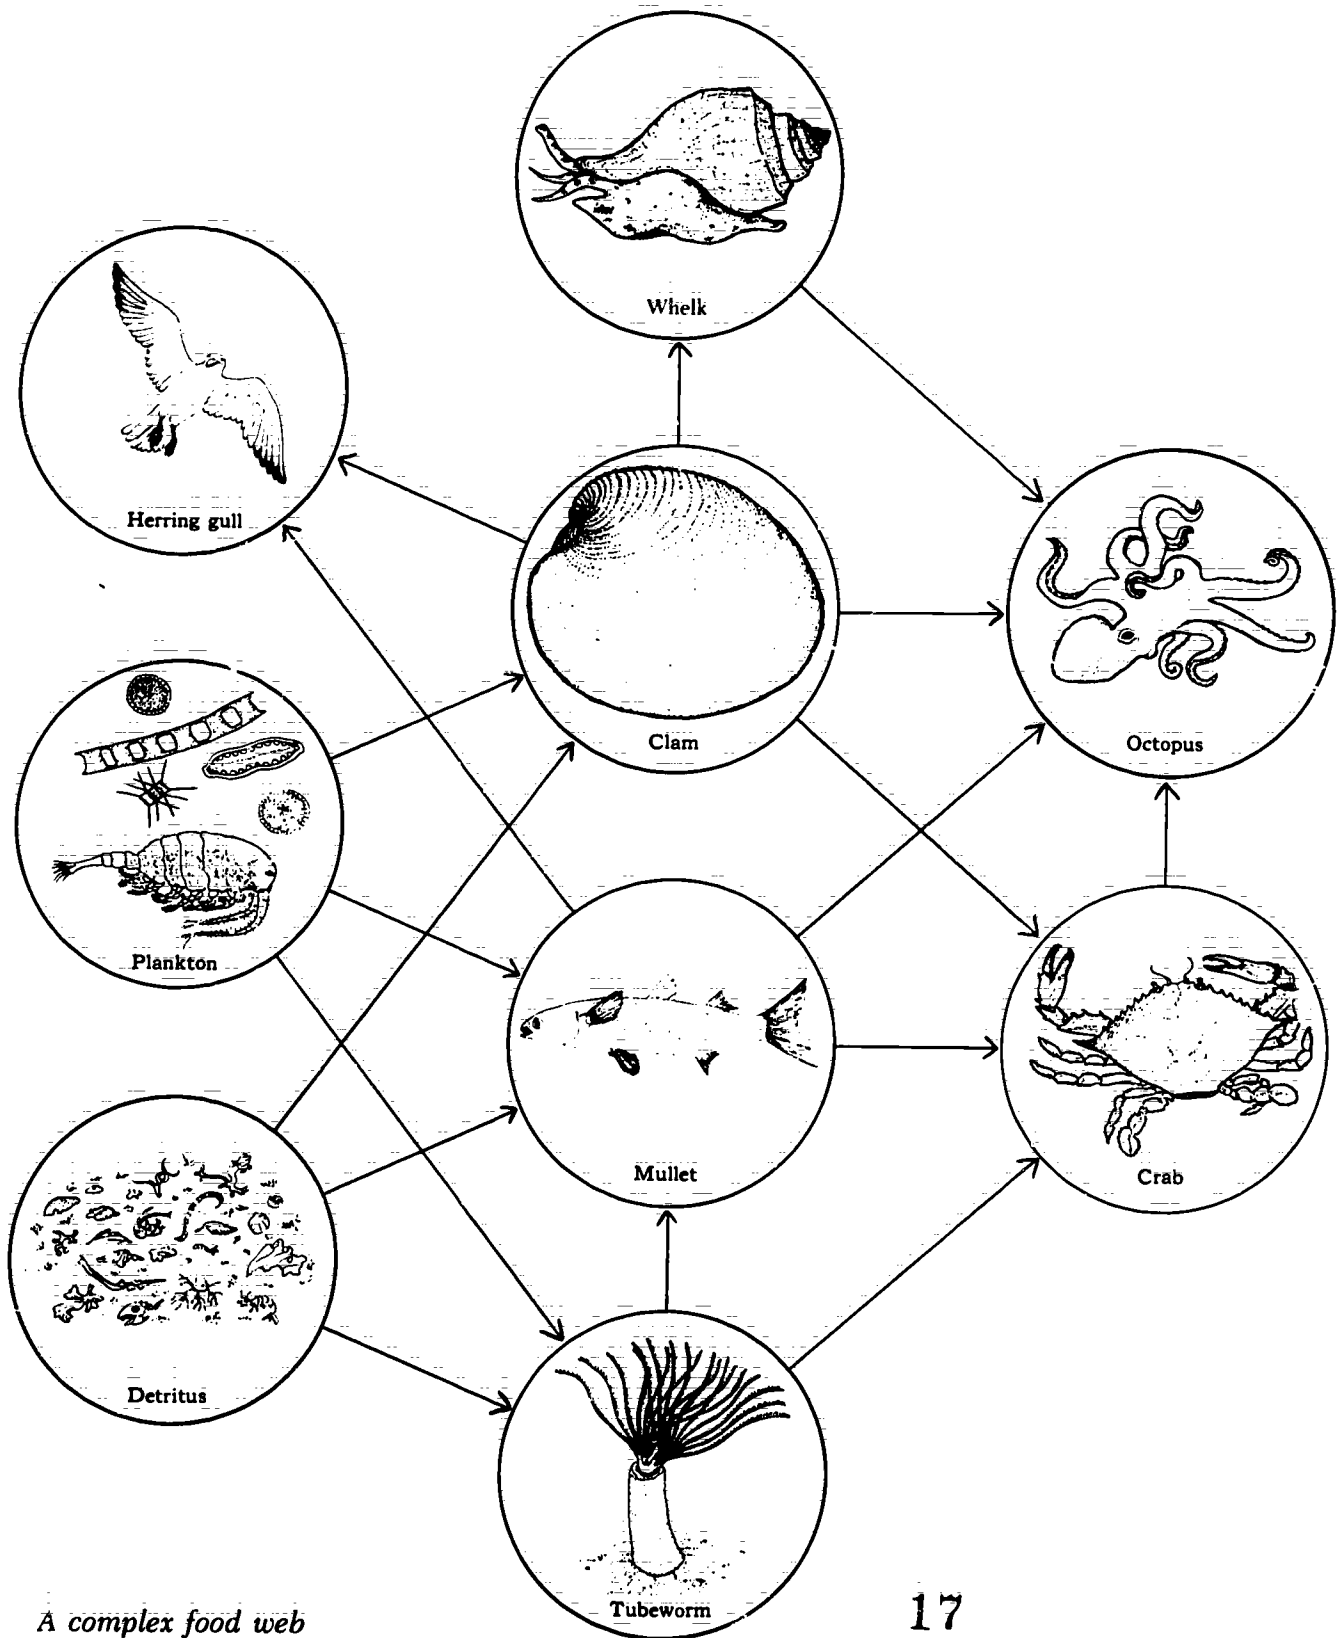 Whelk
Herring gull
Clam
Octopus
Plankton
Mullet
Crab
Detritus
Tubeworm
A complex food web
17